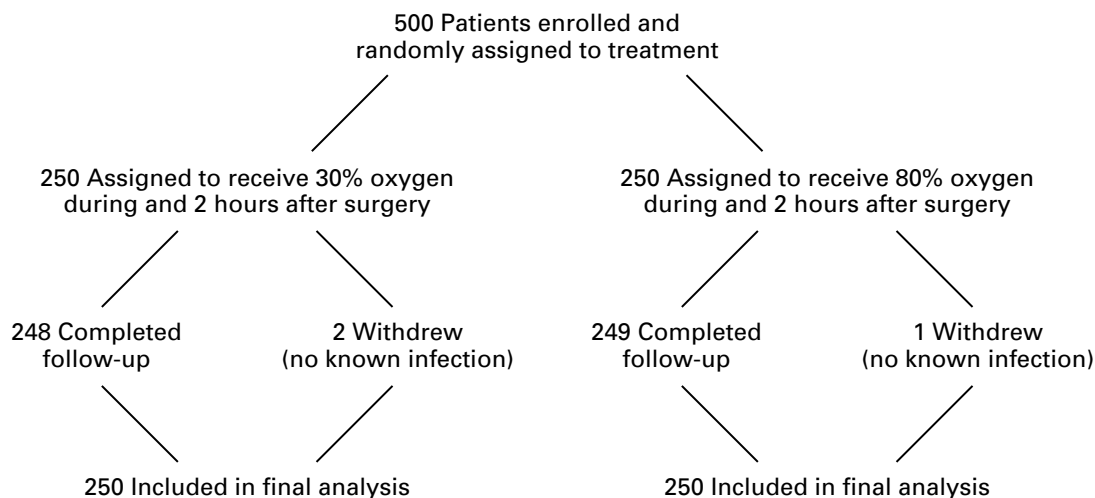 500 Patients enrolled and
randomly assigned to treatment
250 Assigned to receive 30% oxygen
during and 2 hours after surgery
250 Assigned to receive 80% oxygen
during and 2 hours after surgery
248 Completed
follow-up
2 Withdrew
(no known infection)
249 Completed
follow-up
1 Withdrew
(no known infection)
250 Included in final analysis
250 Included in final analysis